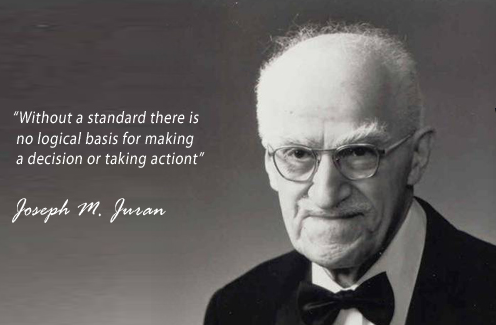 “Without a standard there is
no logical basis for making
a decision or taking actiont”
Joseph M. Juran